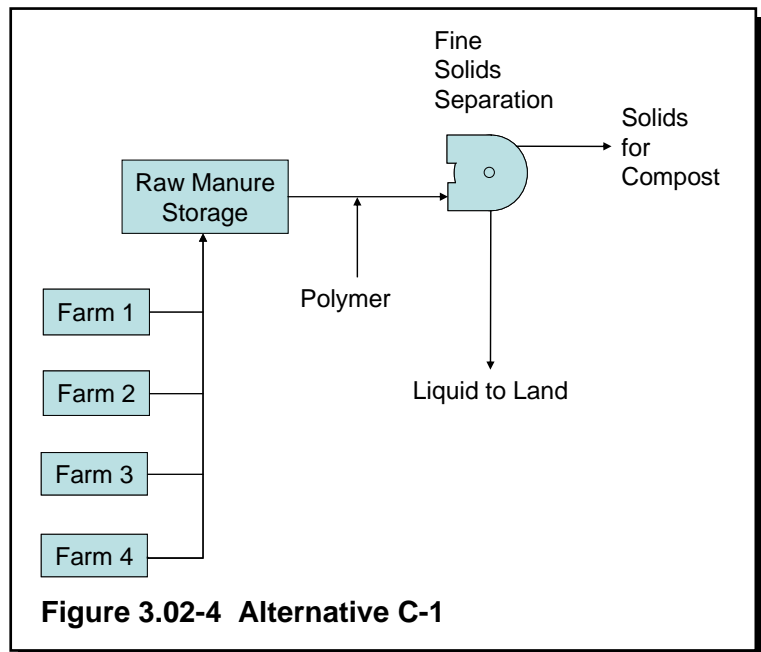 Fine
Solids
Separation
Solids
for
Compost
Raw Manure
Storage
Polymer
Farm 1
Farm 2
Farm 3
Farm 4
Liquid to Land
Figure 3.02-4 Alternative C-1